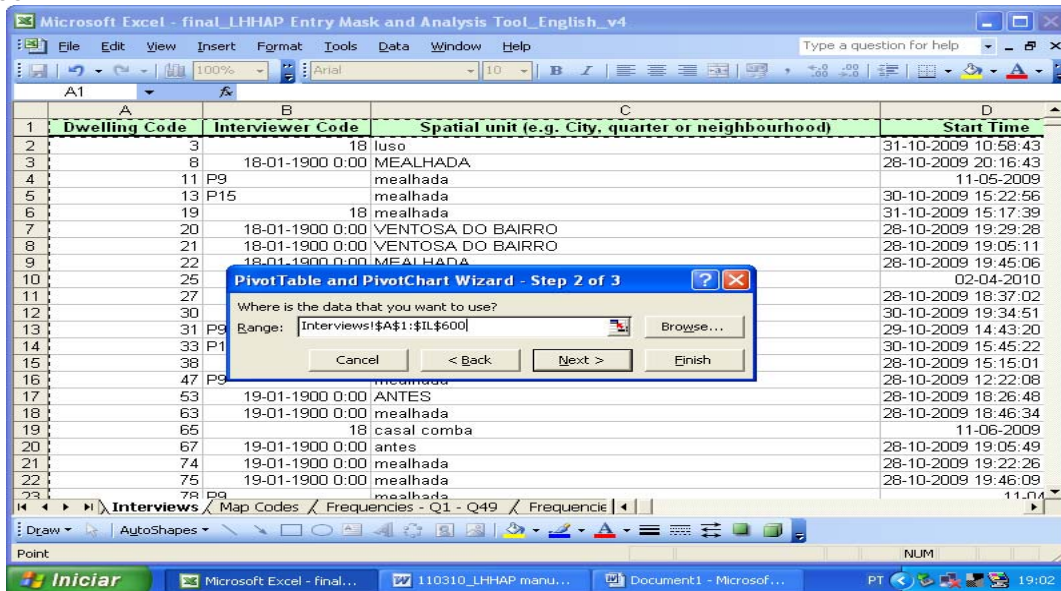 Microsoft Excel - final_LHHAP Entry Mask and Analysis Tool_English_v4
File Edit View Insert Format Tools Data Window Help Type a question for help
100% Arial 10 B I
A1 fx
A B C D
1 Dwelling Code Interviewer Code Spatial unit (e.g. City, quarter or neighbourhood) Start Time
2 3 18 luso 31-10-2009 10:58:43
3 8 18-01-1900 0:00 MEALHADA 28-10-2009 20:16:43
4 11 P9 mealhada 11-05-2009
5 13 P15 mealhada 30-10-2009 15:22:56
6 19 18 mealhada 31-10-2009 15:17:39
7 20 18-01-1900 0:00 VENTOSA DO BAIRRO 28-10-2009 19:29:28
8 21 18-01-1900 0:00 VENTOSA DO BAIRRO 28-10-2009 19:05:11
9 22 18-01-1900 0:00 MEALHADA 28-10-2009 19:45:06
10 25 02-04-2010
11 27 28-10-2009 18:37:02
12 30 30-10-2009 19:34:51
13 31 P9 29-10-2009 14:43:20
14 33 P1 30-10-2009 15:45:22
15 38 28-10-2009 15:15:01
16 47 P9 mealhada 28-10-2009 12:22:08
PivotTable and PivotChart Wizard - Step 2 of 3
Where is the data that you want to use?
Range: Interviews!$A$1:$IL$600 Browse...
Cancel < Back Next > Finish
17 53 19-01-1900 0:00 ANTES 28-10-2009 18:26:48
18 63 19-01-1900 0:00 mealhada 28-10-2009 18:46:34
19 65 18 casal comba 11-06-2009
20 67 19-01-1900 0:00 antes 28-10-2009 19:05:49
21 74 19-01-1900 0:00 mealhada 28-10-2009 19:22:26
22 75 19-01-1900 0:00 mealhada 28-10-2009 19:46:09
23 78 P9 mealhada 11-04
Interviews Map Codes Frequencies - Q1 - Q49 Frequencie
Draw AutoShapes
Point NUM
Iniciar Microsoft Excel - final... 110310_LHHAP manu... Document1 - Microsof... PT 19:02